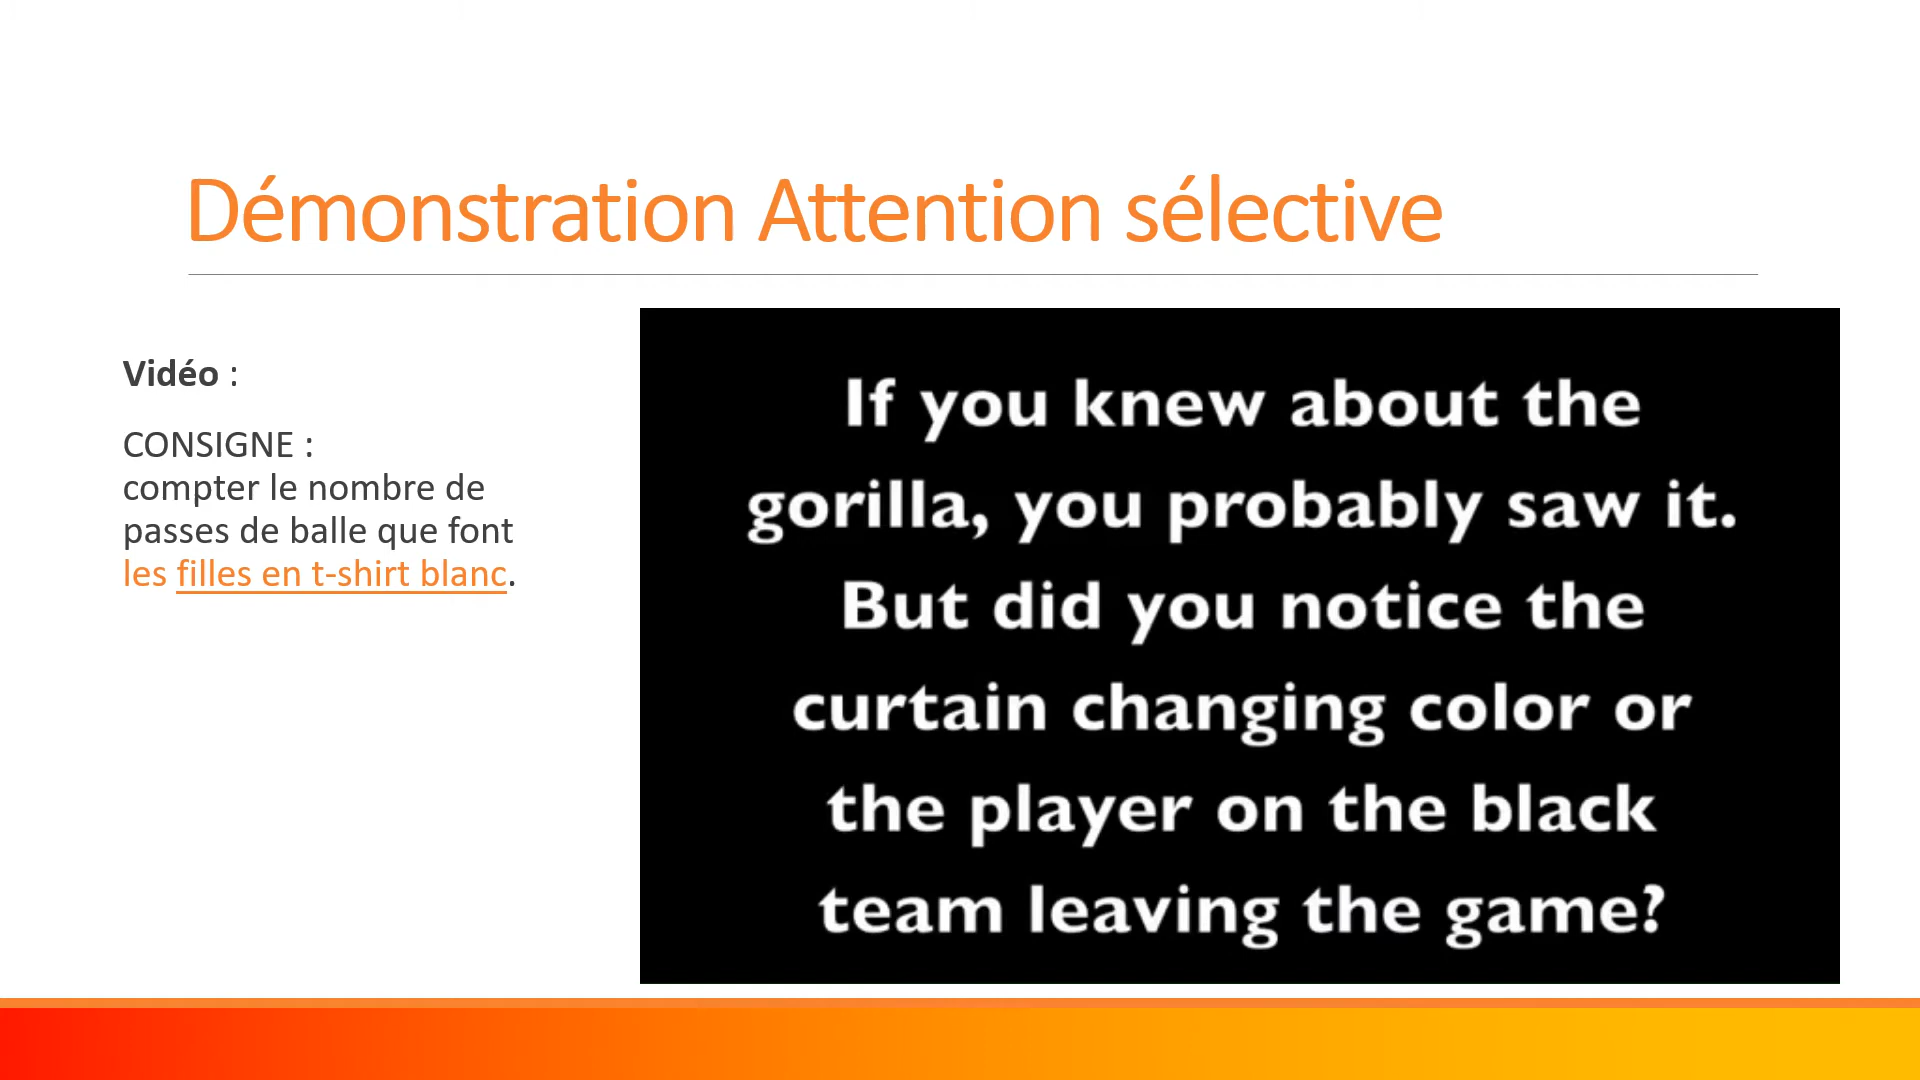 Démonstration Attention sélective
Vidéo :
CONSIGNE :
compter le nombre de
passes de balle que font
les filles en t-shirt blanc.
If you knew about the
gorilla, you probably saw it.
But did you notice the
curtain changing color or
the player on the black
team leaving the game?